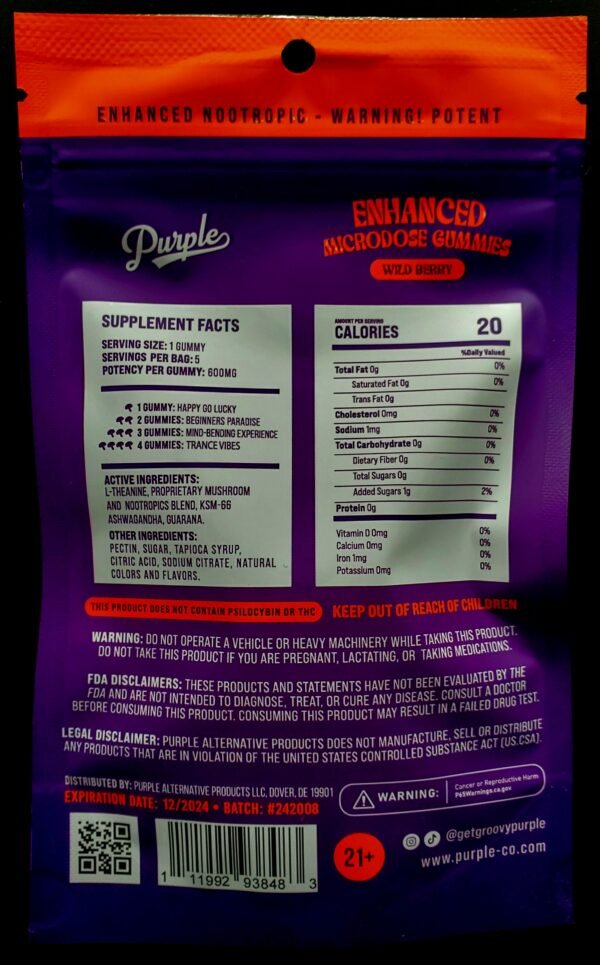 ENHANCED NOOTROPIC - WARNING! POTENT
Purple
ENHANCED
MICRODOSE GUMMIES
WILD BERRY
SUPPLEMENT FACTS
SERVING SIZE: 1 GUMMY
SERVINGS PER BAG: 5
POTENCY PER GUMMY: 600MG
1 GUMMY: HAPPY GO LUCKY
2 GUMMIES: BEGINNERS PARADISE
3 GUMMIES: MIND-BENDING EXPERIENCE
4 GUMMIES: TRANCE VIBES
ACTIVE INGREDIENTS:
L-THEANINE, PROPRIETARY MUSHROOM
AND NOOTROPICS BLEND, KSM-66
ASHWAGANDHA, GUARANA.
OTHER INGREDIENTS:
PECTIN, SUGAR, TAPIOCA SYRUP,
CITRIC ACID, SODIUM CITRATE, NATURAL
COLORS AND FLAVORS.
AMOUNT PER SERVING
CALORIES 20
%Daily Valued
Total Fat 0g 0%
Saturated Fat 0g 0%
Trans Fat 0g
Cholesterol 0mg 0%
Sodium 1mg 0%
Total Carbohydrate 0g 0%
Dietary Fiber 0g 0%
Total Sugars 0g
Added Sugars 1g 2%
Protein 0g
Vitamin D 0mg 0%
Calcium 0mg 0%
Iron 1mg 0%
Potassium 0mg 0%
THIS PRODUCT DOES NOT CONTAIN PSILOCYBIN OR THC KEEP OUT OF REACH OF CHILDREN
WARNING: DO NOT OPERATE A VEHICLE OR HEAVY MACHINERY WHILE TAKING THIS PRODUCT.
DO NOT TAKE THIS PRODUCT IF YOU ARE PREGNANT, LACTATING, OR TAKING MEDICATIONS.
FDA DISCLAIMERS: THESE PRODUCTS AND STATEMENTS HAVE NOT BEEN EVALUATED BY THE
FDA AND ARE NOT INTENDED TO DIAGNOSE, TREAT, OR CURE ANY DISEASE. CONSULT A DOCTOR
BEFORE CONSUMING THIS PRODUCT. CONSUMING THIS PRODUCT MAY RESULT IN A FAILED DRUG TEST.
LEGAL DISCLAIMER: PURPLE ALTERNATIVE PRODUCTS DOES NOT MANUFACTURE, SELL OR DISTRIBUTE
ANY PRODUCTS THAT ARE IN VIOLATION OF THE UNITED STATES CONTROLLED SUBSTANCE ACT (US.CSA).
DISTRIBUTED BY: PURPLE ALTERNATIVE PRODUCTS LLC, DOVER, DE 19901
EXPIRATION DATE: 12/2024 • BATCH: #242008
WARNING: Cancer or Reproductive Harm
P65Warnings.ca.gov
1 11992 93848 3
21+
@getgroovypurple
www.purple-co.com